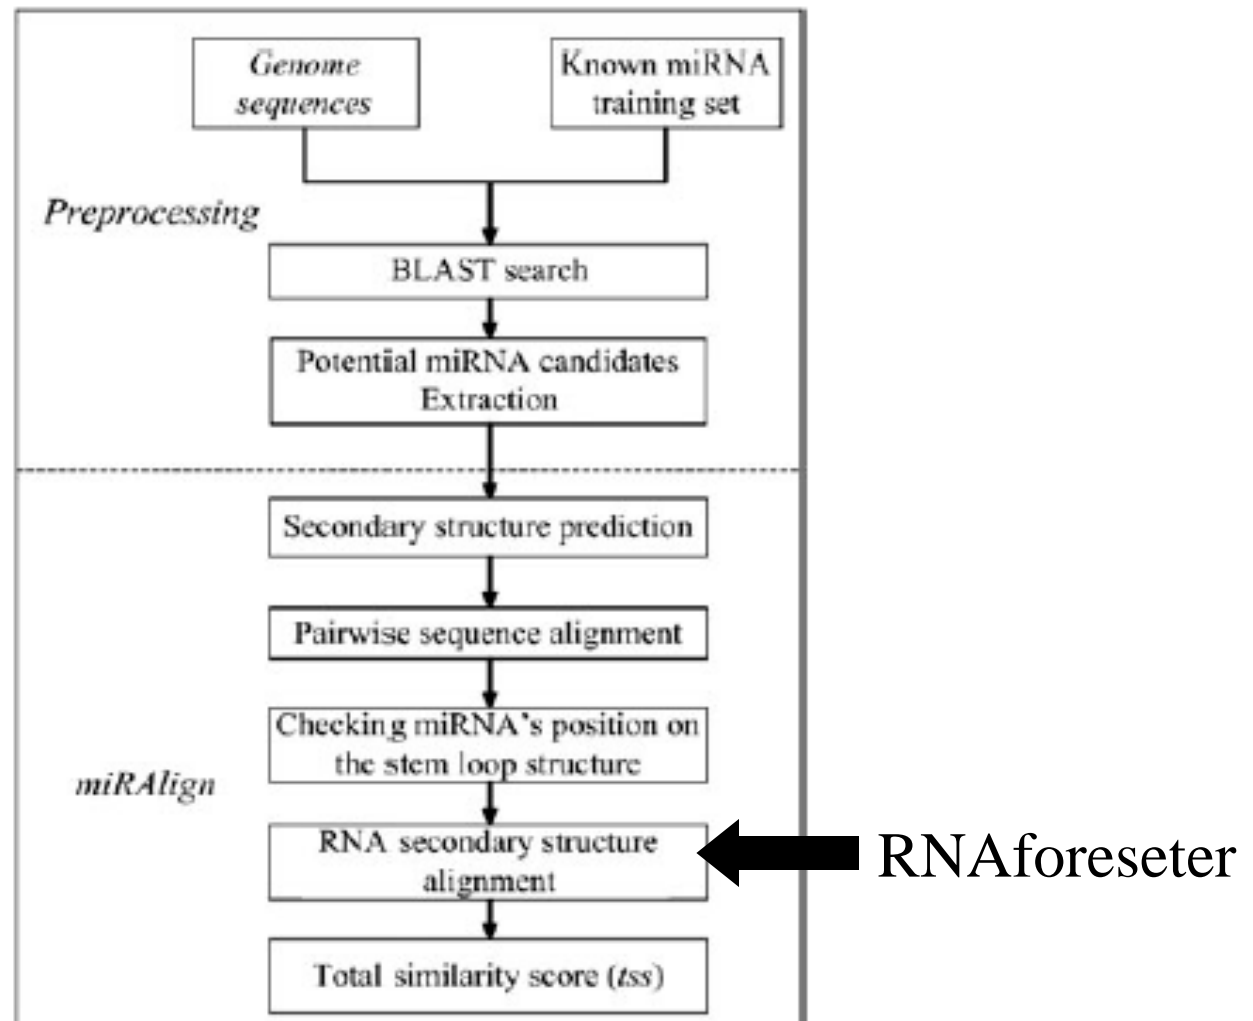 Genome
sequences
Known miRNA
training set
Preprocessing
BLAST search
Potential miRNA candidates
Extraction
Secondary structure prediction
Pairwise sequence alignment
Checking miRNA's position on
the stem loop structure
miRAlign
RNA secondary structure
alignment
RNAforeseter
Total similarity score (tss)